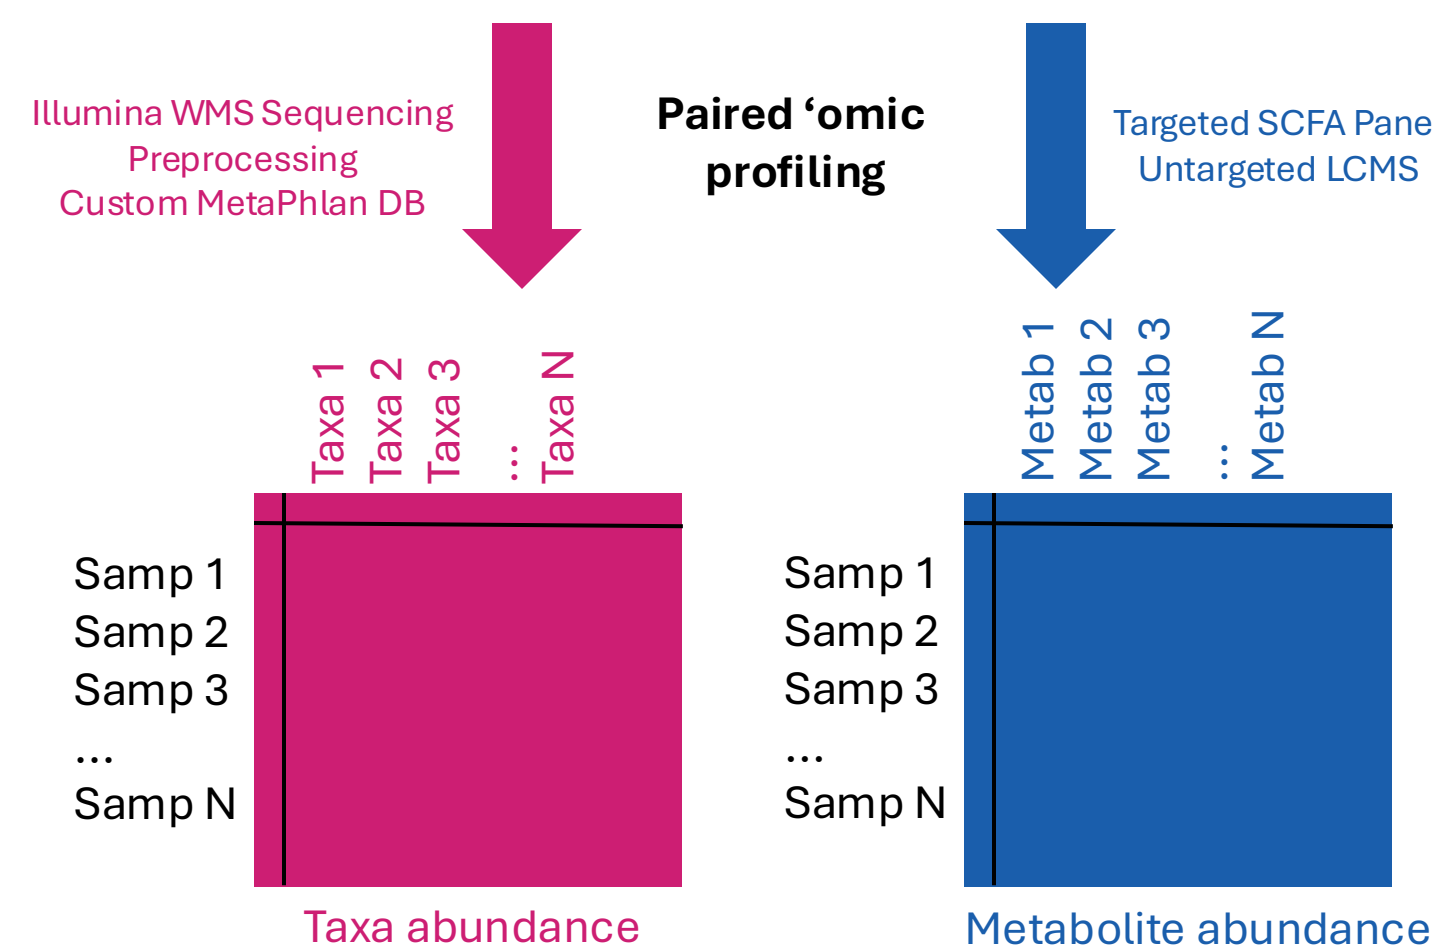 Illumina WMS Sequencing
Preprocessing
Custom MetaPhlan DB
Paired ‘omic
profiling
Targeted SCFA Pane
Untargeted LCMS
Taxa 1
Taxa 2
Taxa 3
...
Taxa N
Samp 1
Samp 2
Samp 3
...
Samp N
Taxa abundance
Metab 1
Metab 2
Metab 3
...
Metab N
Samp 1
Samp 2
Samp 3
...
Samp N
Metabolite abundance